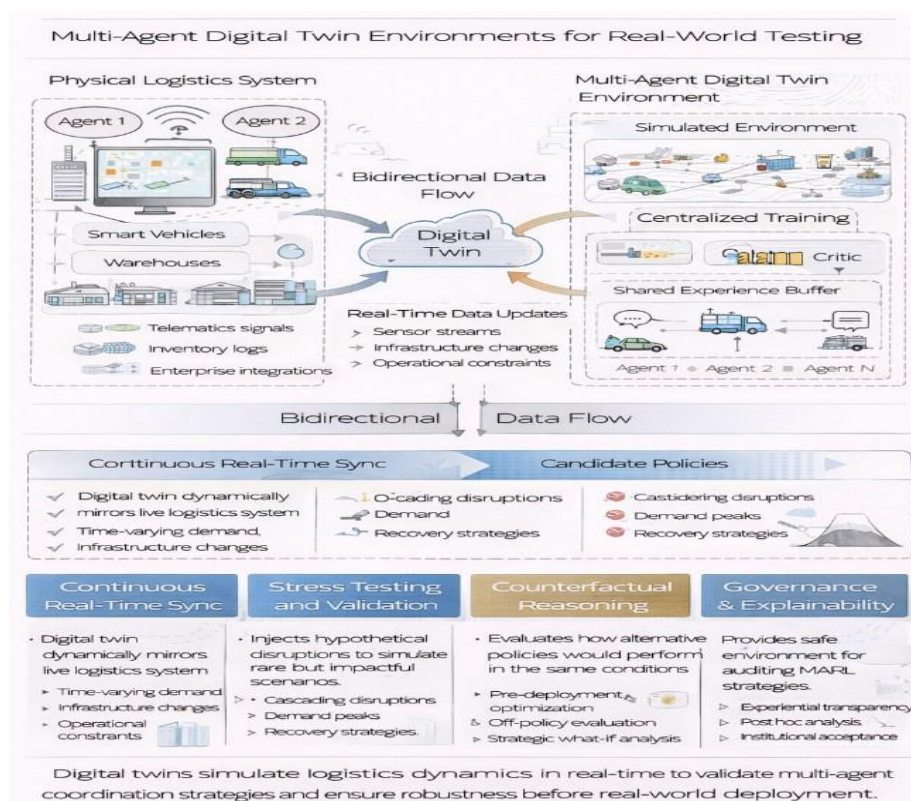 Multi-Agent Digital Twin Environments for Real-World Testing
Physical Logistics System
Agent 1
Agent 2
Smart Vehicles
Warehouses
Telematics signals
Inventory logs
Enterprise integrations
Bidirectional Data
Flow
Digital
Twin
Real-Time Data Updates
> Sensor streams
→ Infrastructure changes
> Operational constraints
Multi-Agent Digital Twin
Environment
Simulated Environment
Centralized Training
Critic
Shared Experience Buffer
Agent 1 Agent 2 Agent N
Bidirectional Data Flow
Continuous Real-Time Sync
✓ Digital twin dynamically
✓ mirrors live logistics system
✓ Time-varying demand,
✓ Infrastructure changes
O-cading disruptions
Demand
Recovery strategies
Candidate Policies
Castidering disruptions
Demand peaks
Recovery strategies
Continuous
Real-Time Sync
• Digital twin
dynamically mirrors
live logistics system
▸ Time-varying demand
▸ Infrastructure changes
▸ Operational
constrants
Stress Testing
and Validation
• Injects hypothetical
disruptions to simulate
rare but impactful
scenanos.
▷ • Cascading disruptions
> Demand peaks
> Recovery strategies.
Counterfactual
Reasoning
• Evaluates how alternative
policies would perform
in the same conditions
▸ Pre-deployment
optimization
Off-policy evaluation
▹ Strategic what-if analysis
Governance
& Explainability
Provides safe
environment for
auditing MARL
strategies.
▷ Experiential transparency
▷ Post hoc analysis.
▷ Institutional acceptance
Digital twins simulate logistics dynamics in real-time to validate multi-agent
coordination strategies and ensure robustness before real-world deployment.